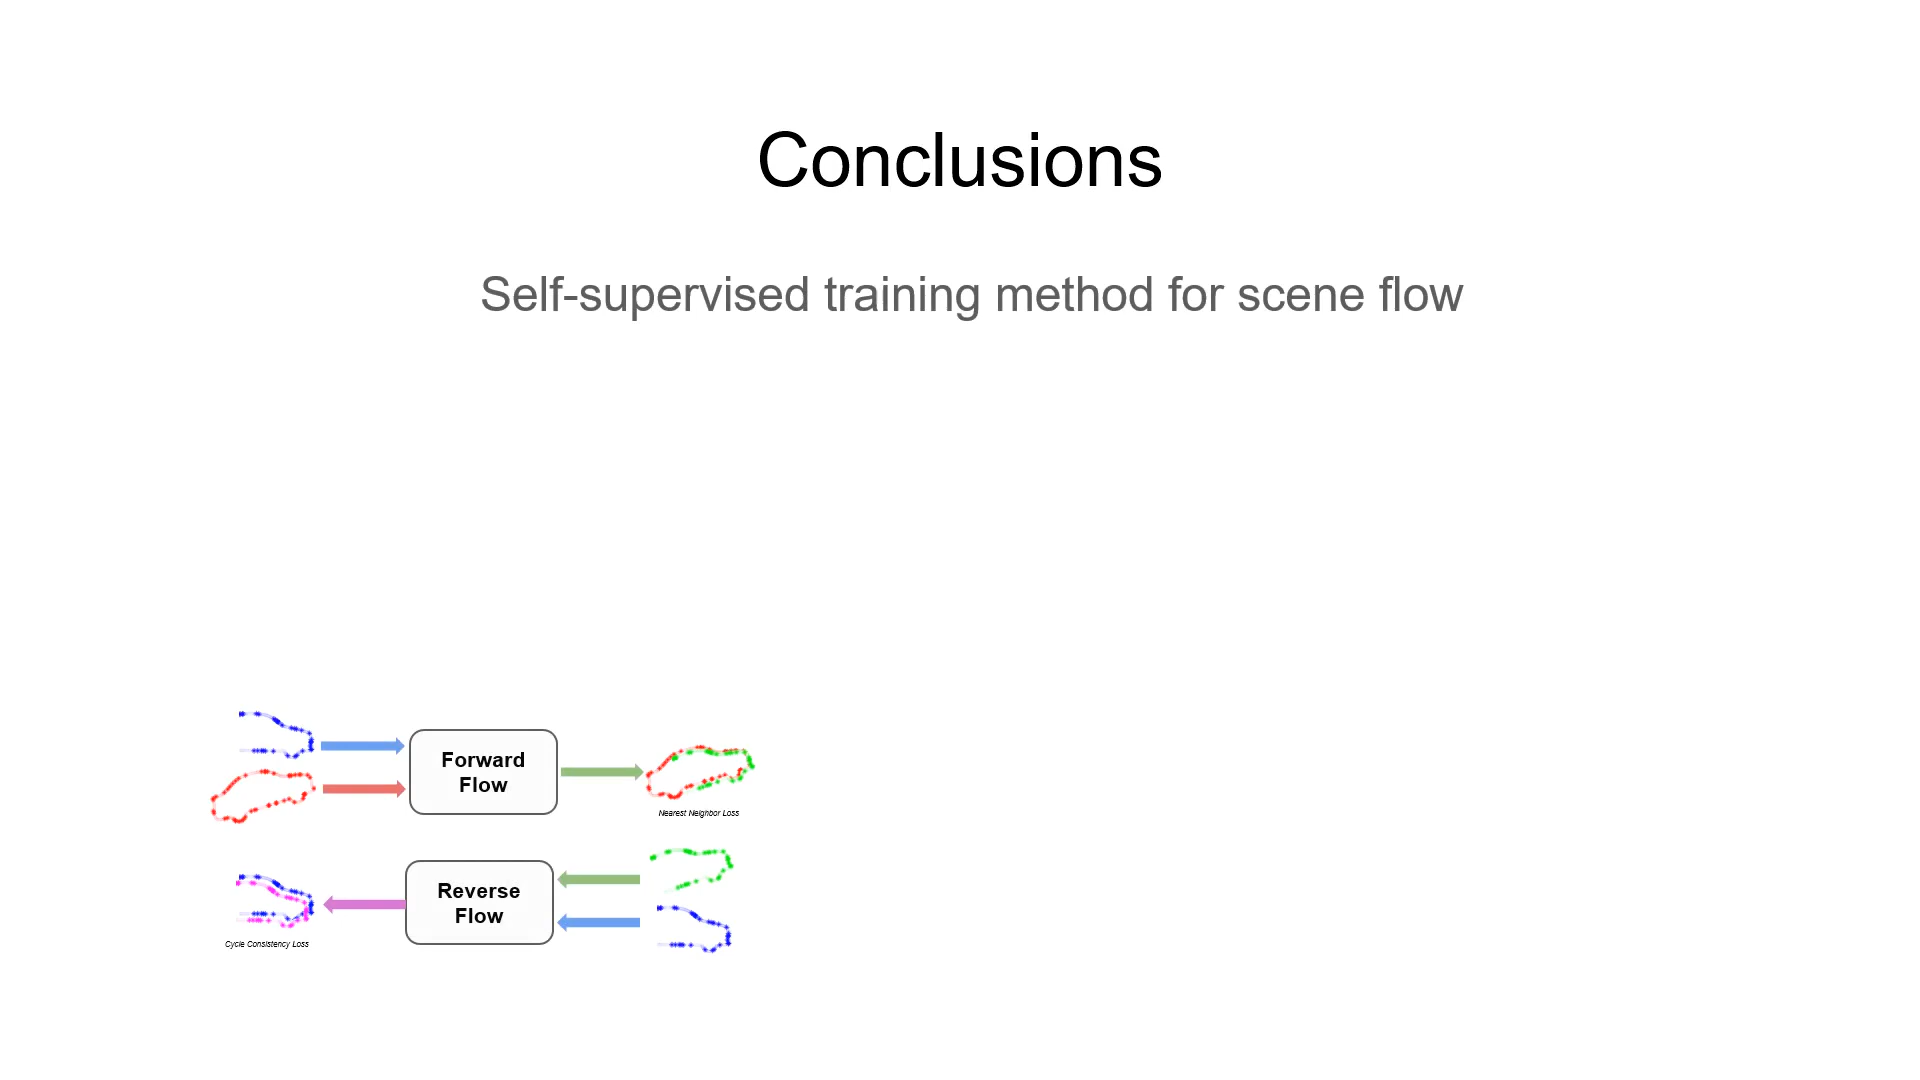 Conclusions
Self-supervised training method for scene flow
Forward
Flow
Nearest Neighbor Loss
Reverse
Flow
Cycle Consistency Loss